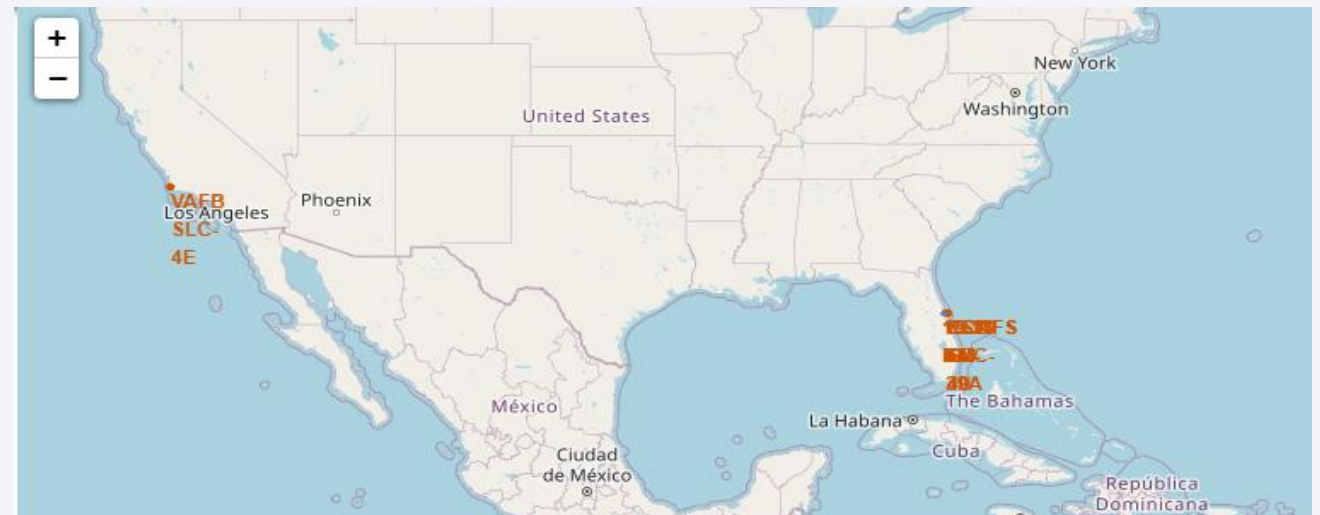 +
−
New York
Washington
United States
VAFB
Los Angeles
SLC-
4E
Phoenix
The Bahamas
México
La Habana
Cuba
Ciudad
de México
República
Dominicana